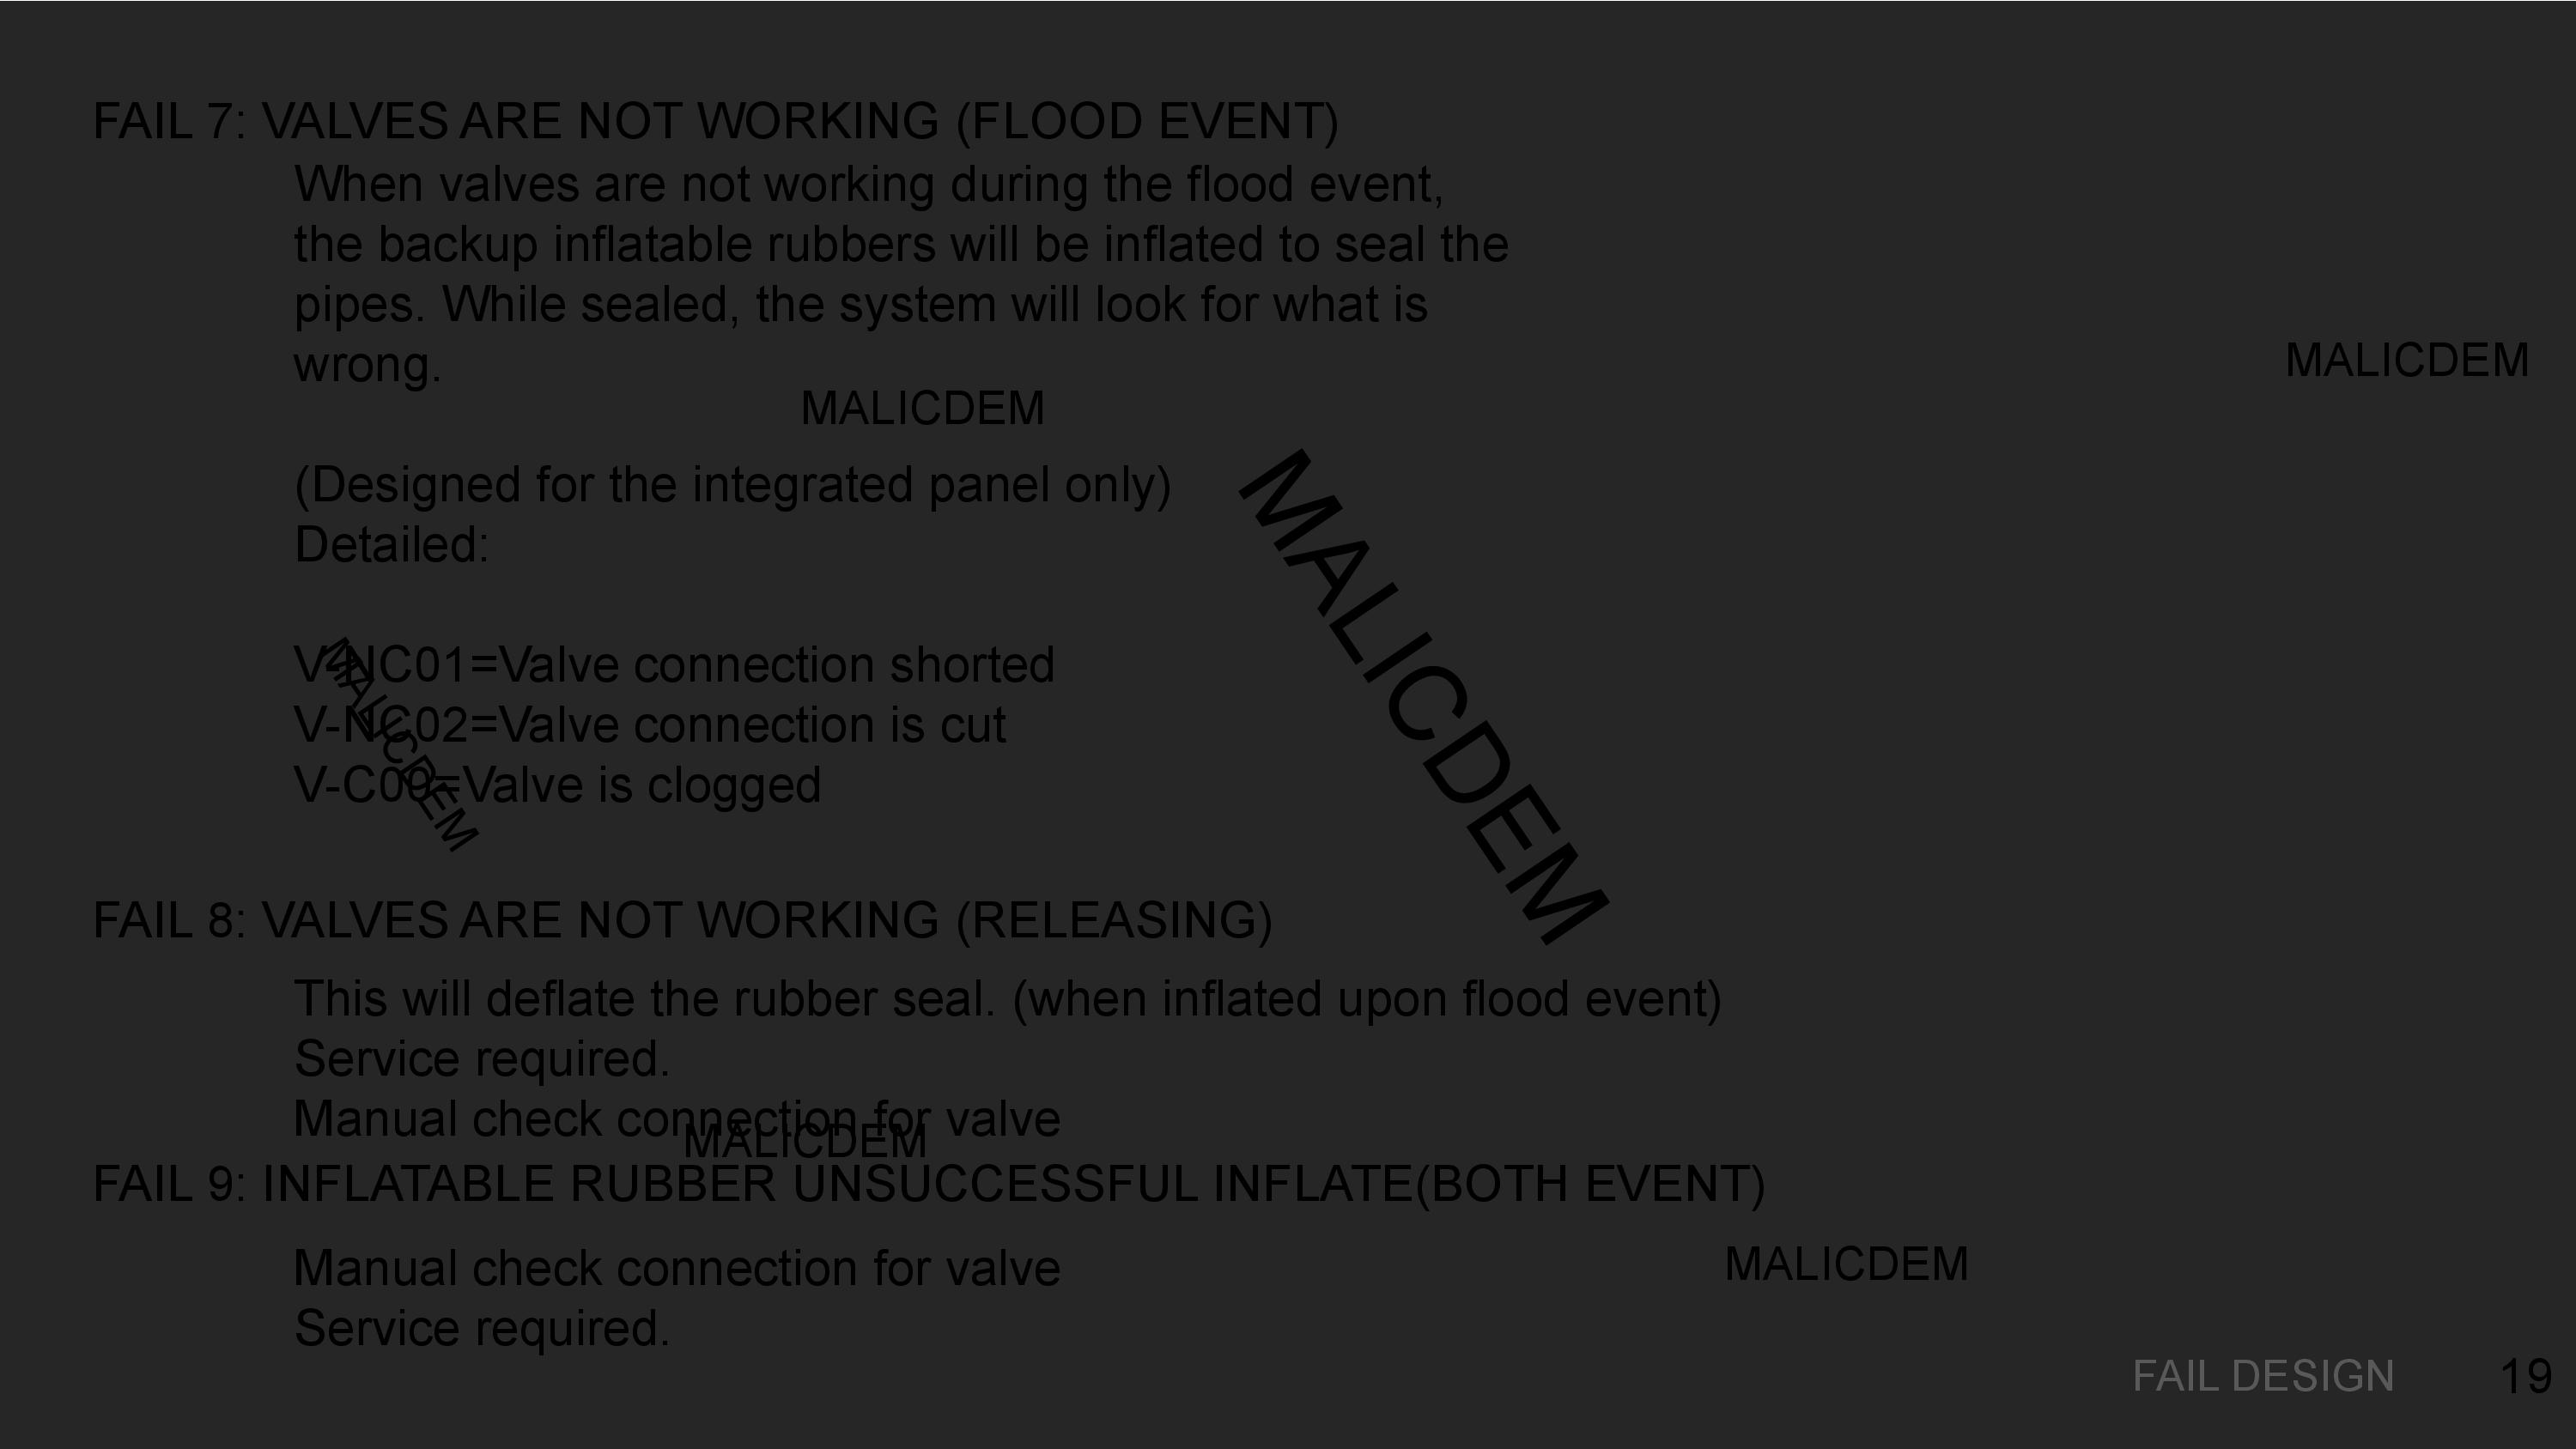 FAIL 7: VALVES ARE NOT WORKING (FLOOD EVENT)
When valves are not working during the flood event,
the backup inflatable rubbers will be inflated to seal the
pipes. While sealed, the system will look for what is
wrong.
MALICDEM
MALICDEM
(Designed for the integrated panel only)
Detailed:
MALICDEM
V-NC01=Valve connection shorted
V-NC02=Valve connection is cut
V-C00=Valve is clogged
MALICDEM
FAIL 8: VALVES ARE NOT WORKING (RELEASING)
This will deflate the rubber seal. (when inflated upon flood event)
Service required.
Manual check connection for valve
MALICDEM
FAIL 9: INFLATABLE RUBBER UNSUCCESSFUL INFLATE(BOTH EVENT)
Manual check connection for valve
MALICDEM
Service required.
FAIL DESIGN
19